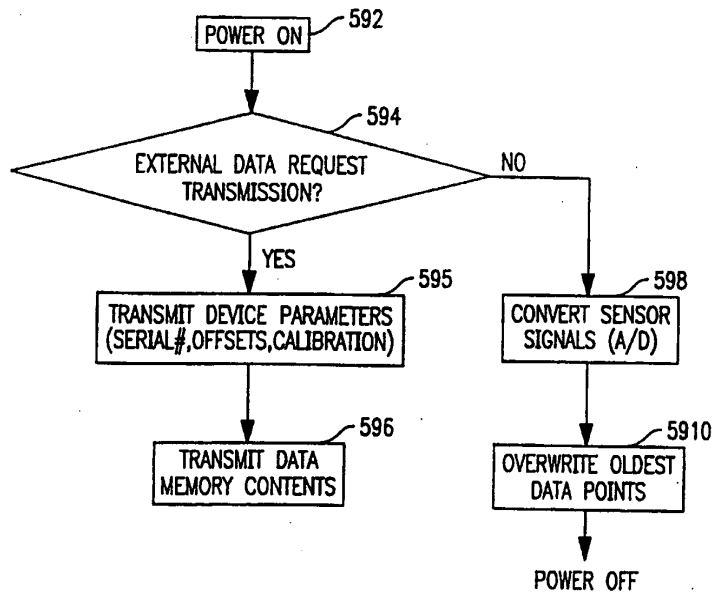 POWER ON
592
594
EXTERNAL DATA REQUEST
TRANSMISSION?
NO
YES
595
TRANSMIT DEVICE PARAMETERS
(SERIAL#,OFFSETS,CALIBRATION)
598
CONVERT SENSOR
SIGNALS (A/D)
596
TRANSMIT DATA
MEMORY CONTENTS
5910
OVERWRITE OLDEST
DATA POINTS
POWER OFF